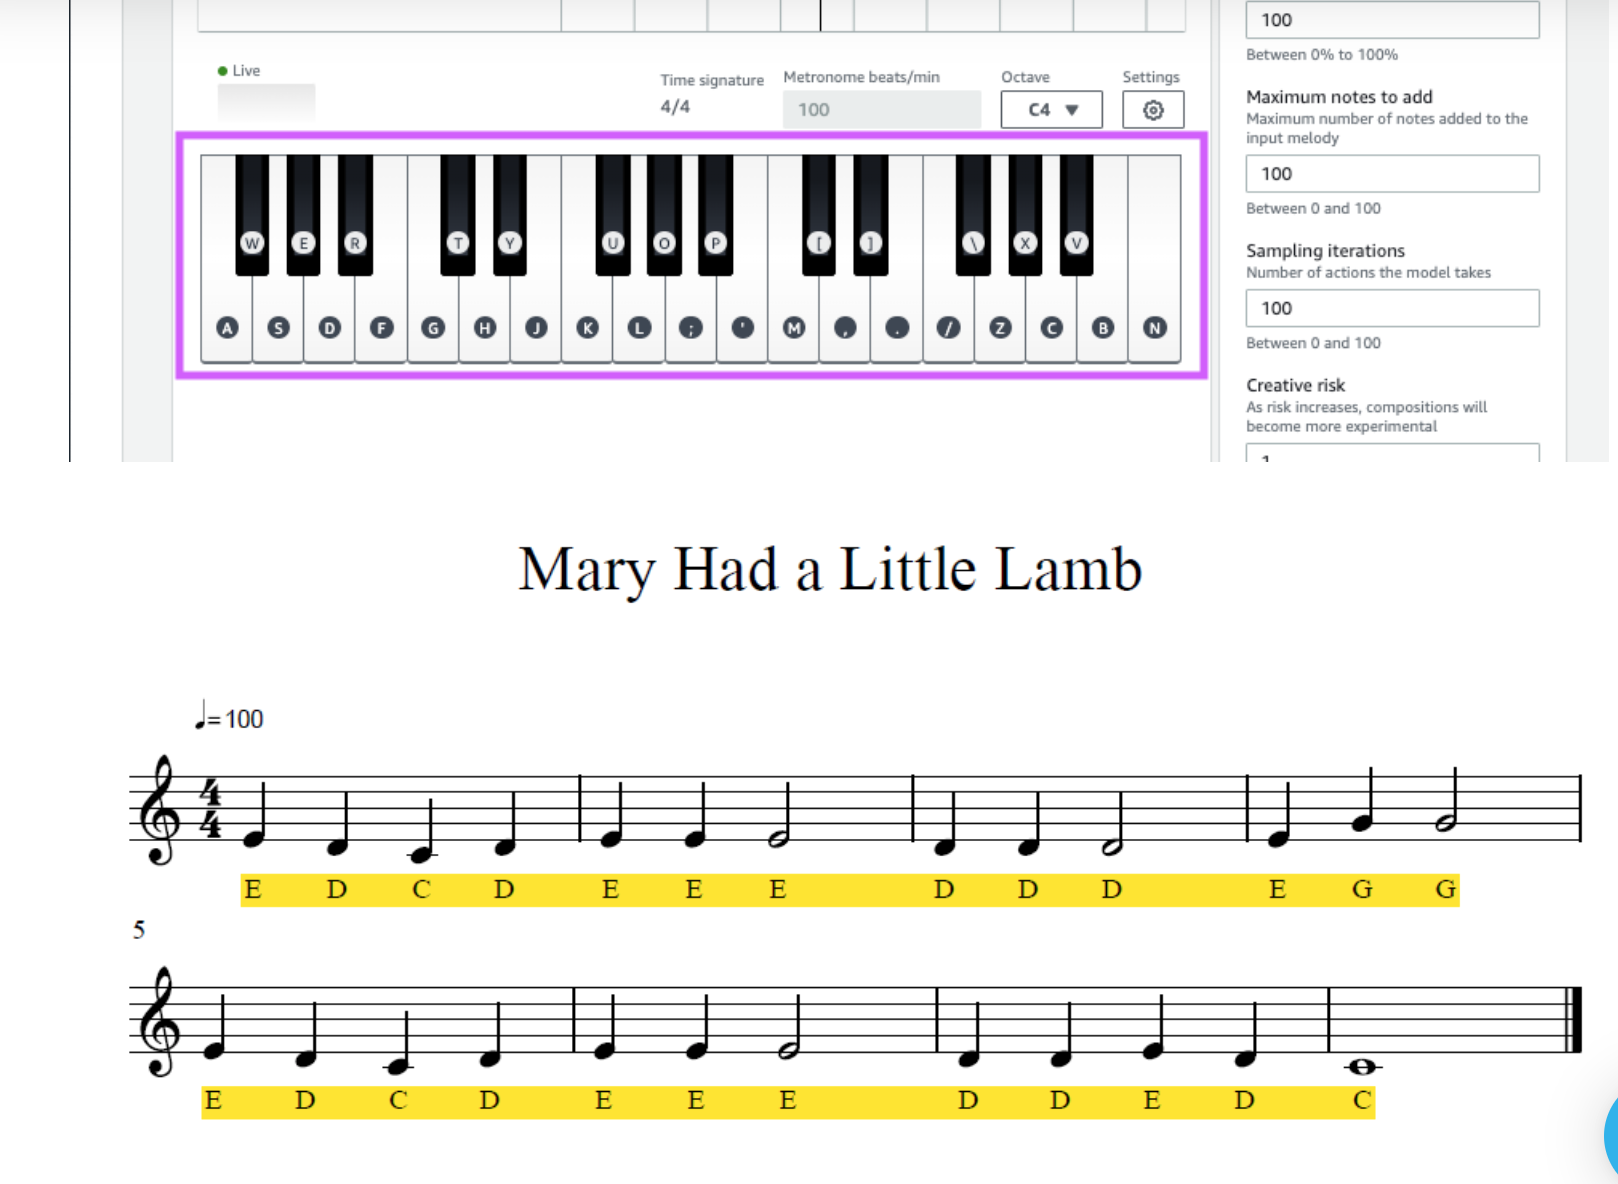 100
Between 0% to 100%
Live
Time signature
Metronome beats/min
Octave
Settings
4/4
100
C4
Maximum notes to add
Maximum number of notes added to the
input melody
100
Between 0 and 100
W E R T Y U O P [ ] \ X V
A S D F G H J K L ; ' M , . / Z C B N
Sampling iterations
Number of actions the model takes
100
Between 0 and 100
Creative risk
As risk increases, compositions will
become more experimental
1
Mary Had a Little Lamb
♩= 100
4
4
E D C D E E E D D D E G G
5
E D C D E E E D D E D C